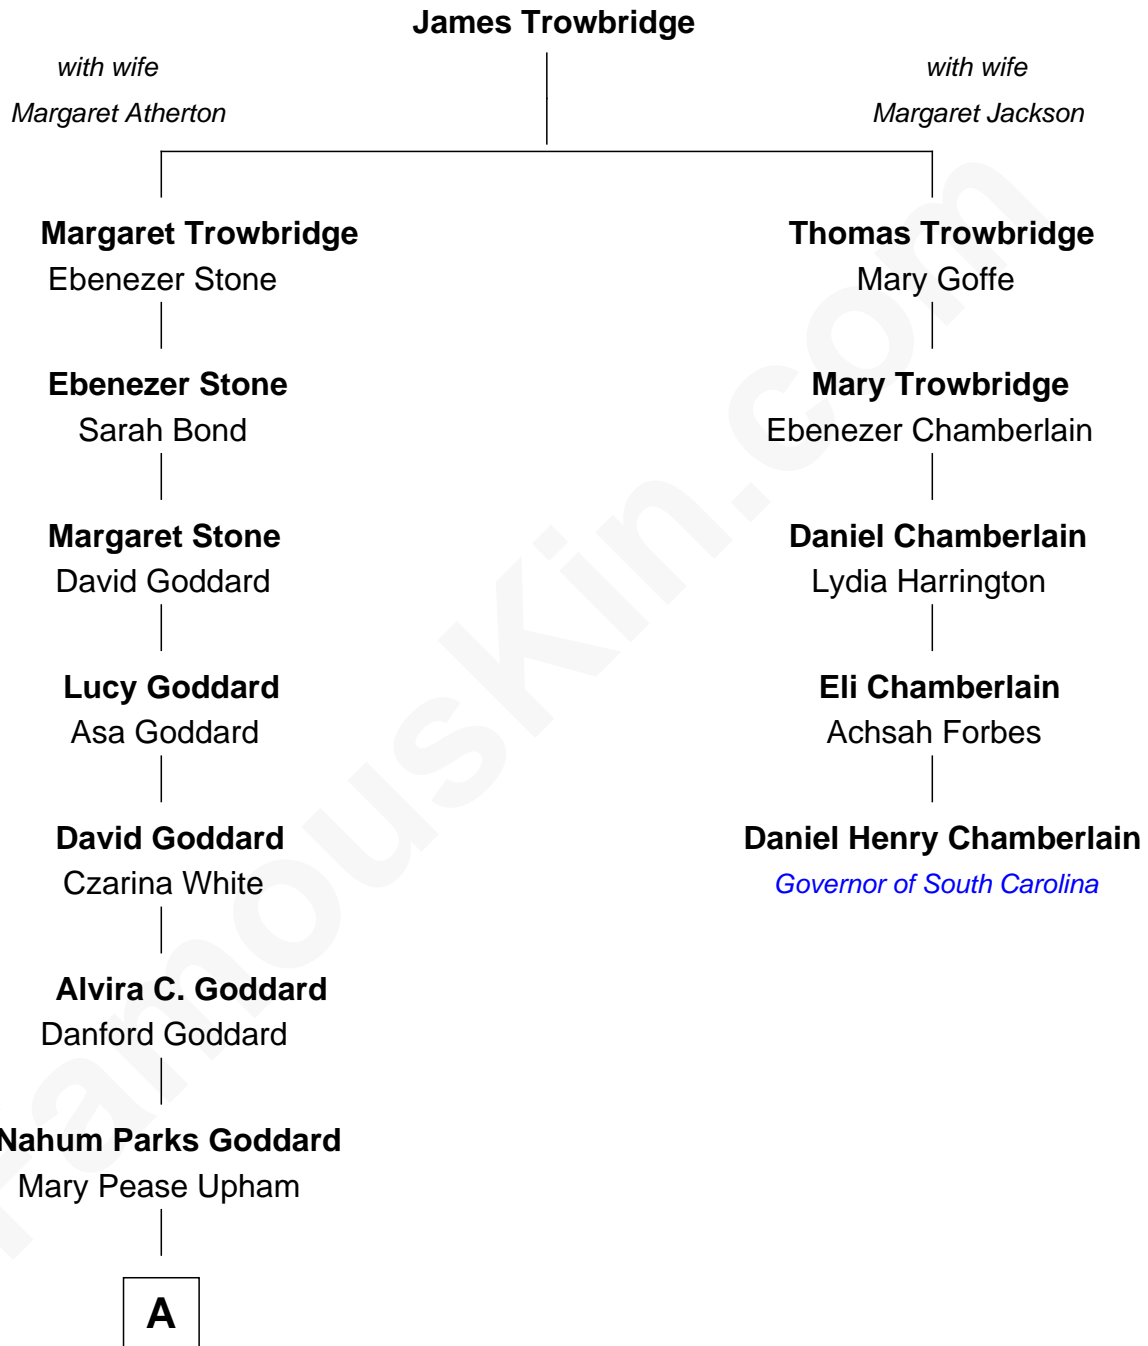 James Trowbridge
with wife
Margaret Atherton
with wife
Margaret Jackson
Margaret Trowbridge
Ebenezer Stone
Thomas Trowbridge
Mary Goffe
Ebenezer Stone
Sarah Bond
Mary Trowbridge
Ebenezer Chamberlain
Margaret Stone
David Goddard
Daniel Chamberlain
Lydia Harrington
Lucy Goddard
Asa Goddard
Eli Chamberlain
Achsah Forbes
David Goddard
Czarina White
Daniel Henry Chamberlain
Governor of South Carolina
Alvira C. Goddard
Danford Goddard
Nahum Parks Goddard
Mary Pease Upham
A
FamousKin.com